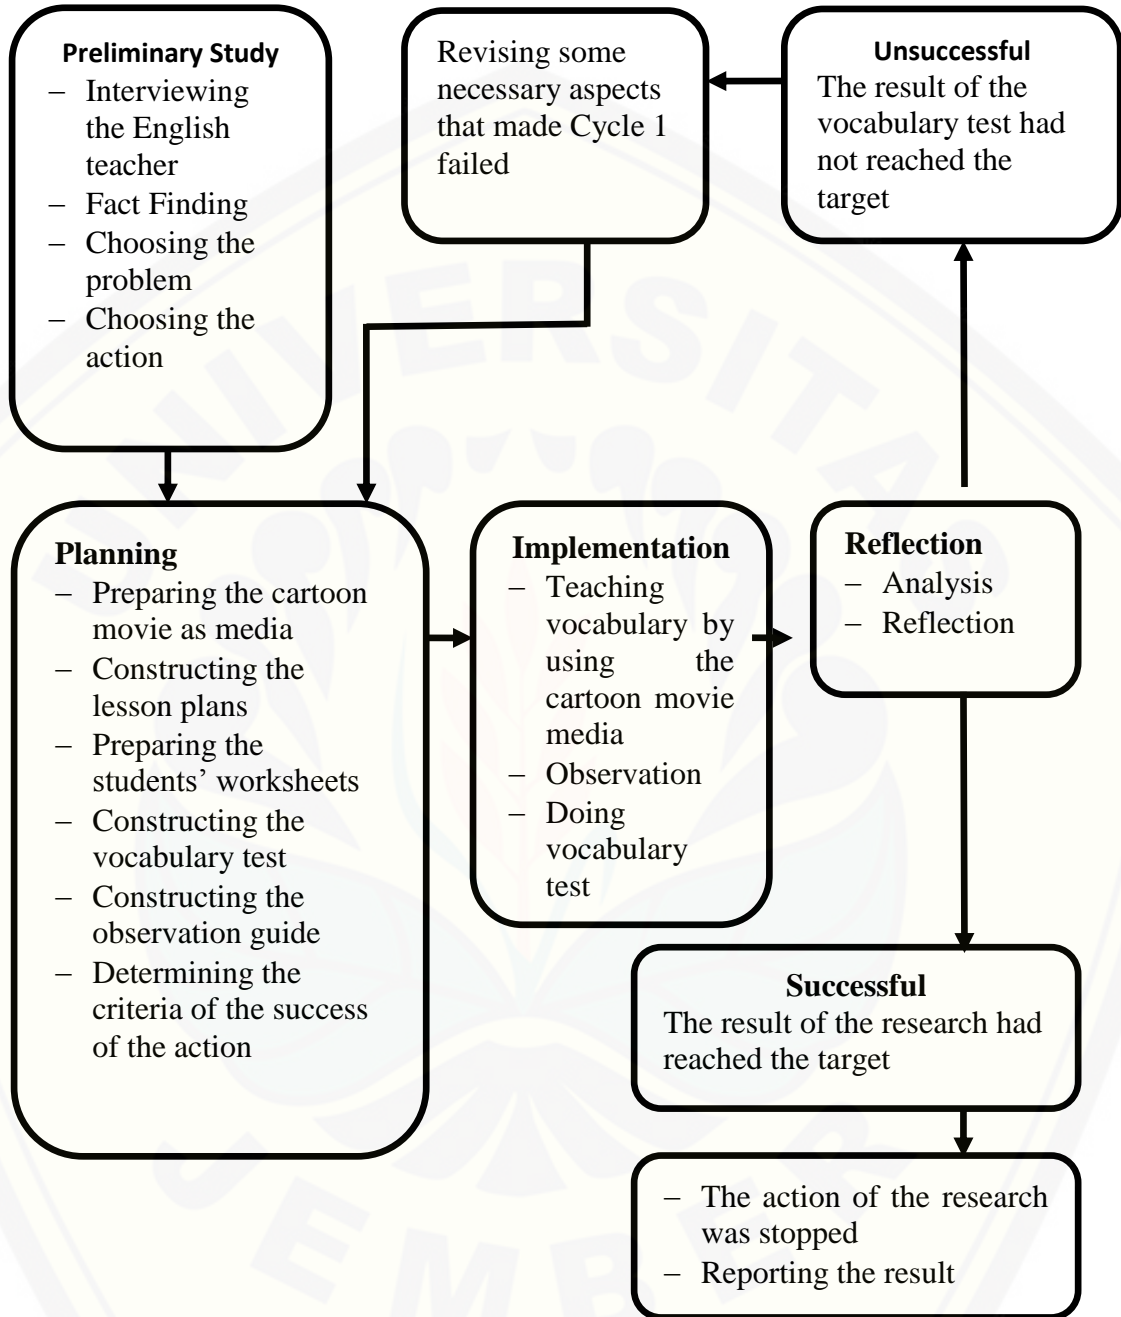 Preliminary Study
– Interviewing
the English
teacher
– Fact Finding
– Choosing the
problem
– Choosing the
action
Revising some
necessary aspects
that made Cycle 1
failed
Unsuccessful
The result of the
vocabulary test had
not reached the
target
Planning
– Preparing the cartoon
movie as media
– Constructing the
lesson plans
– Preparing the
students’ worksheets
– Constructing the
vocabulary test
– Constructing the
observation guide
– Determining the
criteria of the success
of the action
Implementation
– Teaching
vocabulary by
using the
cartoon movie
media
– Observation
– Doing
vocabulary
test
Reflection
– Analysis
– Reflection
Successful
The result of the research had
reached the target
– The action of the research
was stopped
– Reporting the result
UNIVERSITAS
JEMBER